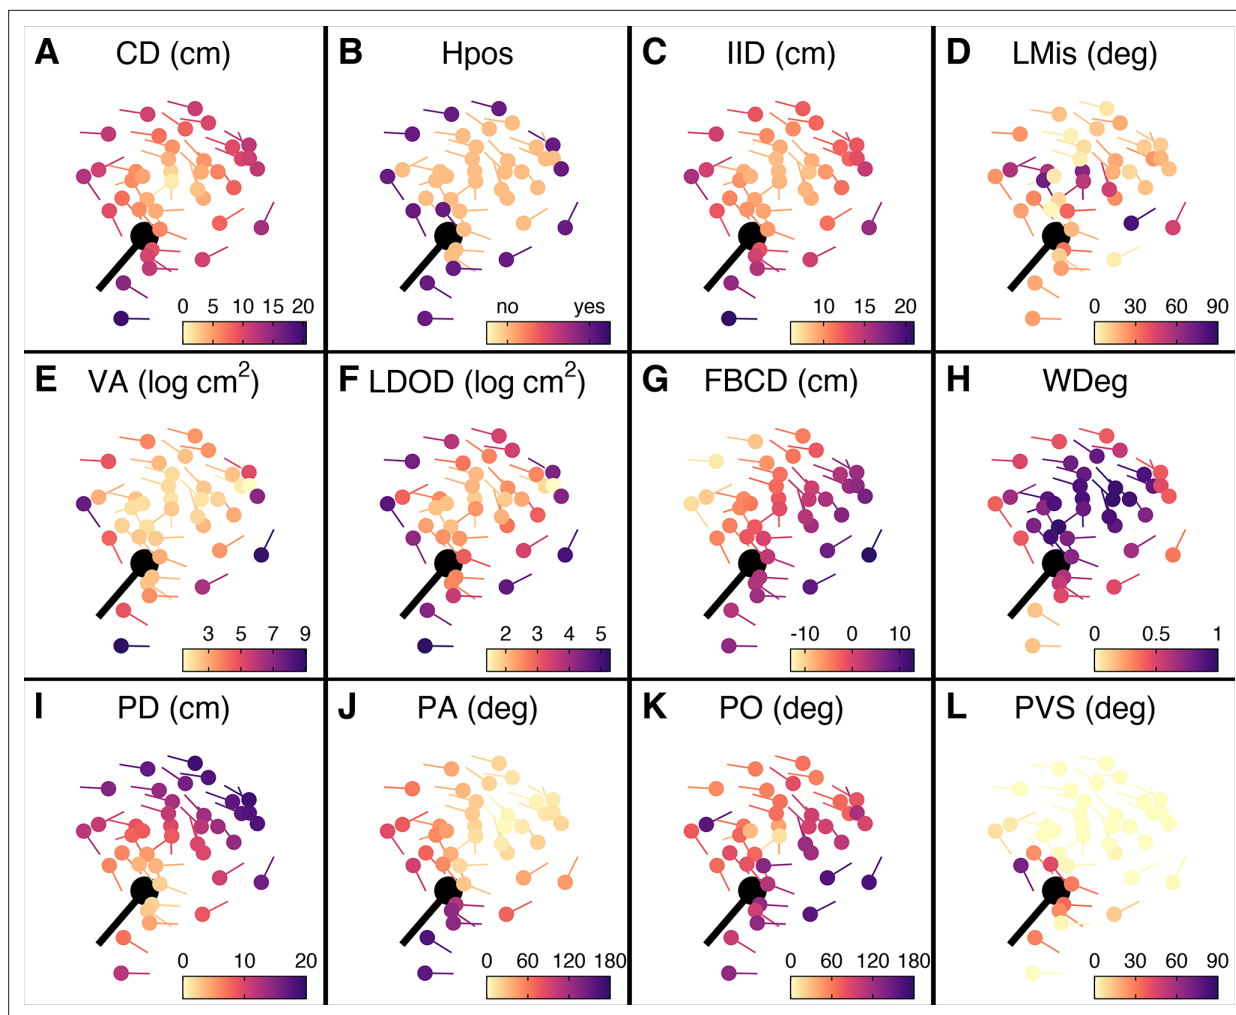 A CD (cm)
0 5 10 15 20
B Hpos
no yes
C IID (cm)
10 15 20
D LMis (deg)
0 30 60 90
E VA (log cm²)
3 5 7 9
F LDOD (log cm²)
2 3 4 5
G FBCD (cm)
-10 0 10
H WDeg
0 0.5 1
I PD (cm)
0 10 20
J PA (deg)
0 60 120 180
K PO (deg)
0 60 120 180
L PVS (deg)
0 30 60 90